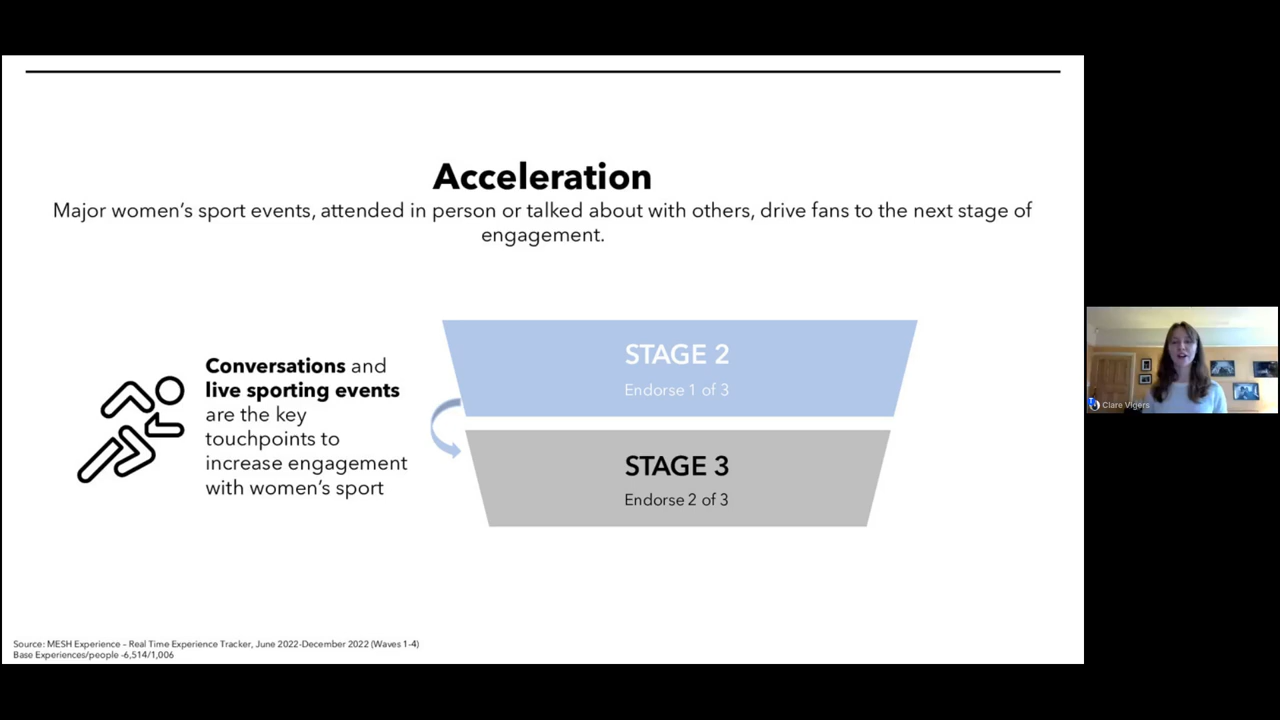 Acceleration
Major women's sport events, attended in person or talked about with others, drive fans to the next stage of
engagement.
Conversations and
live sporting events
are the key
touchpoints to
increase engagement
with women's sport
STAGE 2
Endorse 1 of 3
STAGE 3
Endorse 2 of 3
Source: MESH Experience – Real Time Experience Tracker, June 2022-December 2022 (Waves 1-4)
Base Experiences/people -6,514/1,006
Clare Vigers